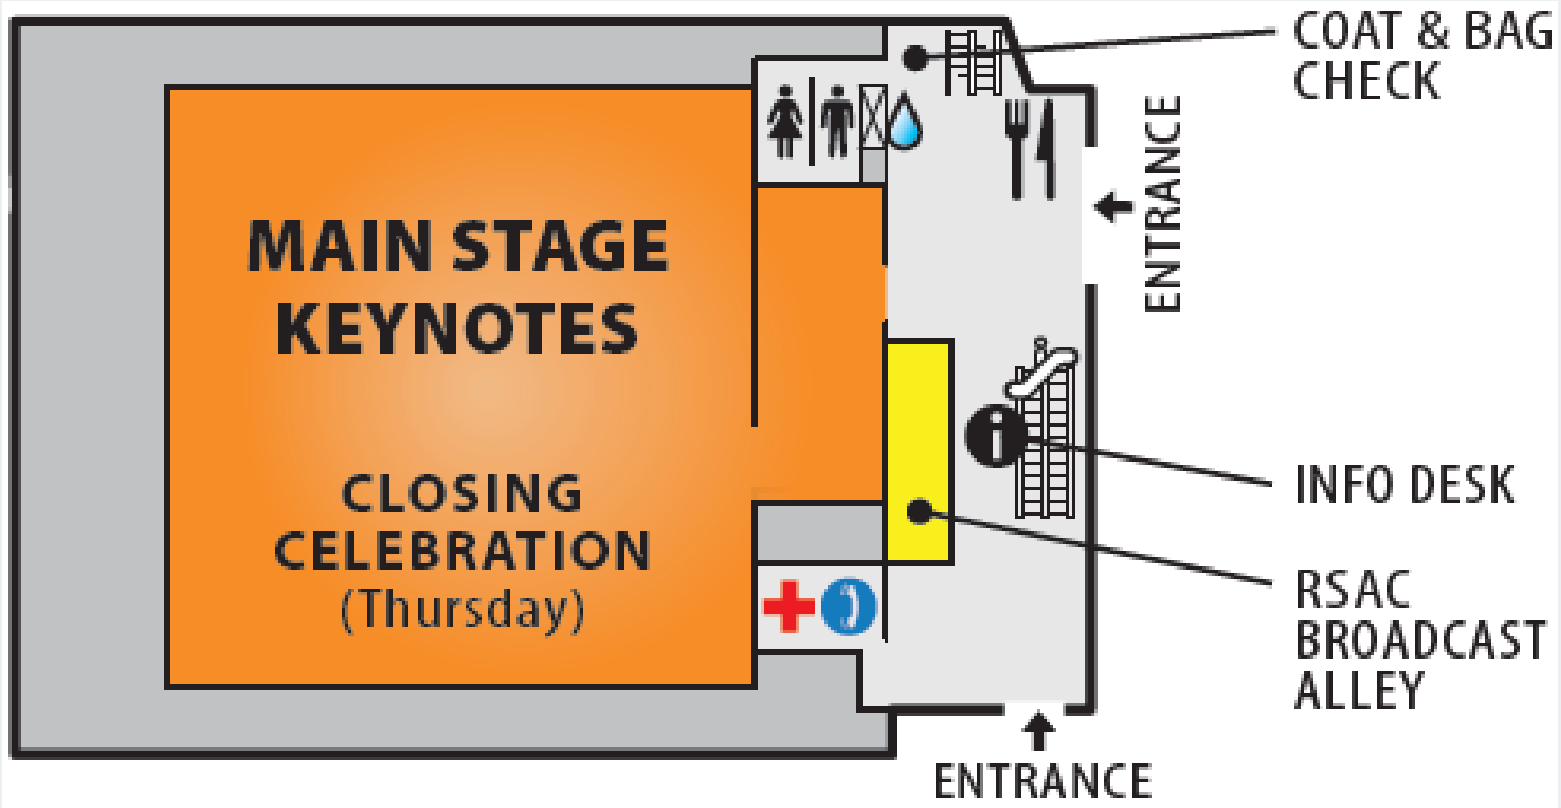 COAT & BAG
CHECK
ENTRANCE
MAIN STAGE
KEYNOTES
CLOSING
CELEBRATION
(Thursday)
i
INFO DESK
RSAC
BROADCAST
ALLEY
ENTRANCE